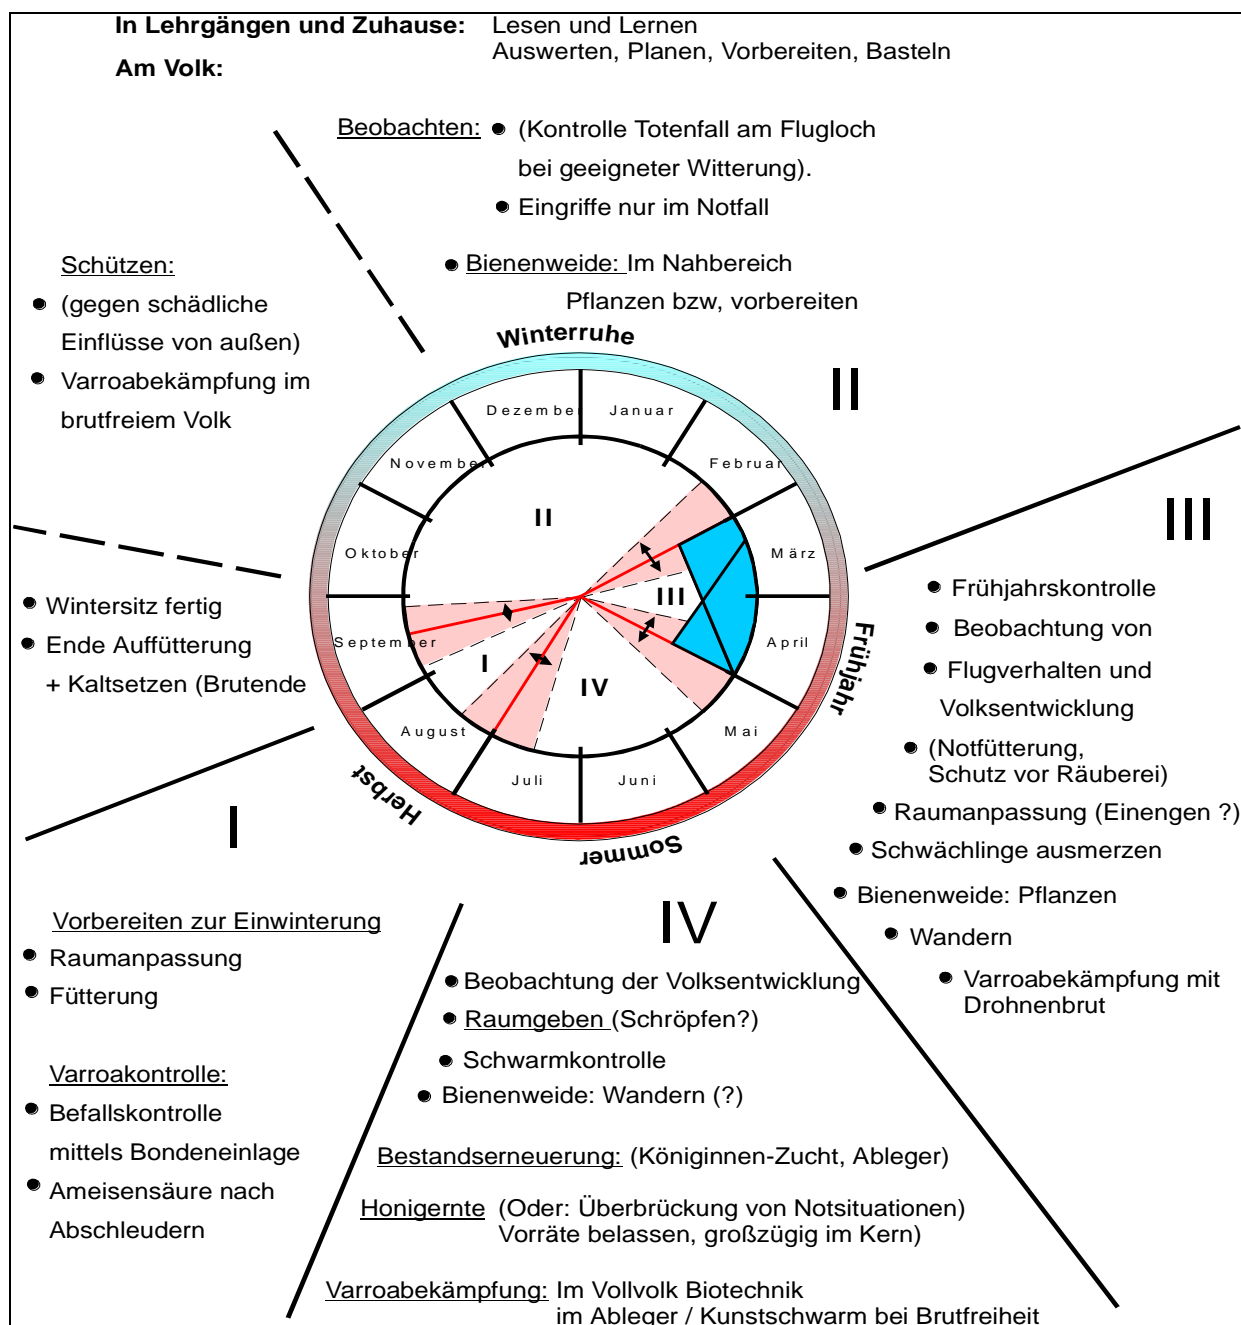 In Lehrgängen und Zuhause: Lesen und Lernen
Auswerten, Planen, Vorbereiten, Basteln
Am Volk:
Beobachten: • (Kontrolle Totenfall am Flugloch
bei geeigneter Witterung).
• Eingriffe nur im Notfall
• Bienenweide: Im Nahbereich
Pflanzen bzw, vorbereiten
Schützen:
• (gegen schädliche
Einflüsse von außen)
• Varroabekämpfung im
brutfreiem Volk
Winterruhe
II
Dezember
Januar
November
Februar
II
Oktober
März
III
September
April
I
IV
August
Mai
Juli
Juni
Frühjahr
Herbst
Sommer
III
• Frühjahrskontrolle
• Beobachtung von
• Flugverhalten und
Volksentwicklung
• (Notfütterung,
Schutz vor Räuberei)
• Raumanpassung (Einengen ?)
• Schwächlinge ausmerzen
• Bienenweide: Pflanzen
• Wandern
• Varroabekämpfung mit
Drohnenbrut
• Wintersitz fertig
• Ende Auffütterung
+ Kaltsetzen (Brutende
I
Vorbereiten zur Einwinterung
• Raumanpassung
• Fütterung
Varroakontrolle:
• Befallskontrolle
mittels Bondeneinlage
• Ameisensäure nach
Abschleudern
IV
• Beobachtung der Volksentwicklung
• Raumgeben (Schröpfen?)
• Schwarmkontrolle
• Bienenweide: Wandern (?)
Bestandserneuerung: (Königinnen-Zucht, Ableger)
Honigernte (Oder: Überbrückung von Notsituationen)
Vorräte belassen, großzügig im Kern)
Varroabekämpfung: Im Vollvolk Biotechnik
im Ableger / Kunstschwarm bei Brutfreiheit